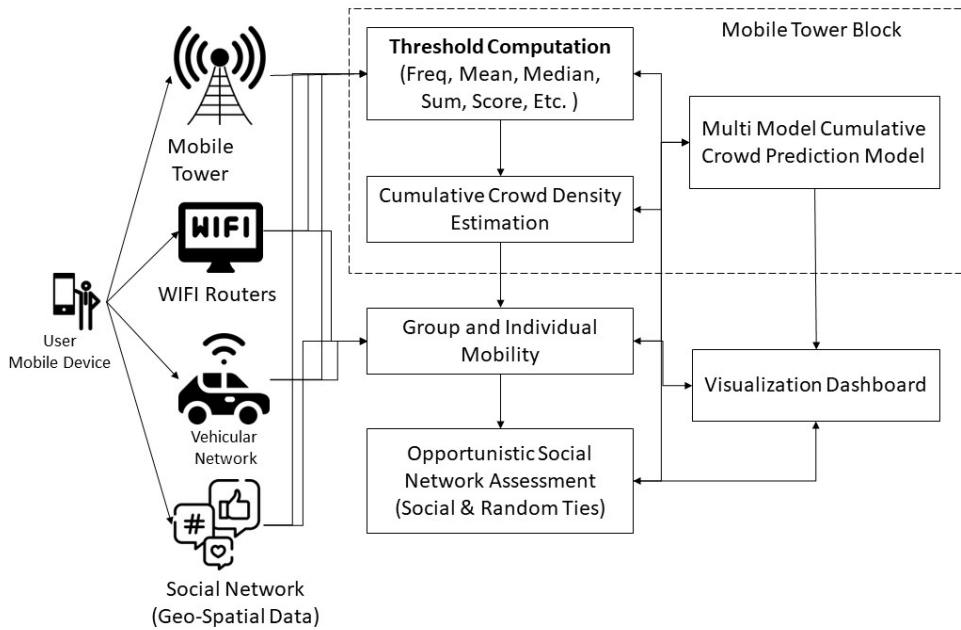 Mobile Tower Block
Threshold Computation
(Freq, Mean, Median,
Sum, Score, Etc. )
Mobile
Tower
Multi Model Cumulative
Crowd Prediction Model
Cumulative Crowd Density
Estimation
WIFI
WIFI Routers
User
Mobile Device
Group and Individual
Mobility
Visualization Dashboard
Vehicular
Network
Opportunistic Social
Network Assessment
(Social & Random Ties)
#
Social Network
(Geo-Spatial Data)